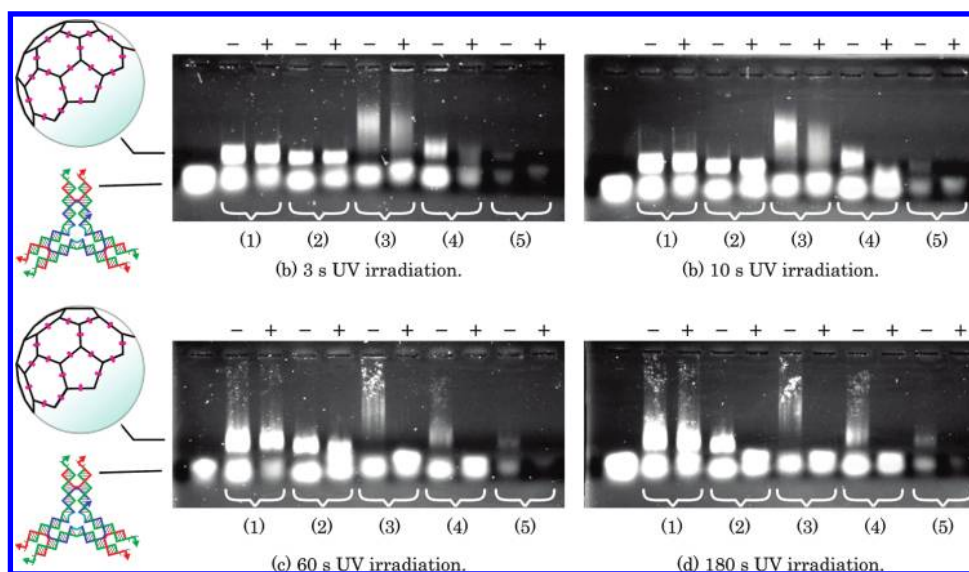 − + − + − + − + − +
− + − + − + − + − +
(1) (2) (3) (4) (5)
(1) (2) (3) (4) (5)
(b) 3 s UV irradiation.
(b) 10 s UV irradiation.
− + − + − + − + − +
− + − + − + − + − +
(1) (2) (3) (4) (5)
(1) (2) (3) (4) (5)
(c) 60 s UV irradiation.
(d) 180 s UV irradiation.